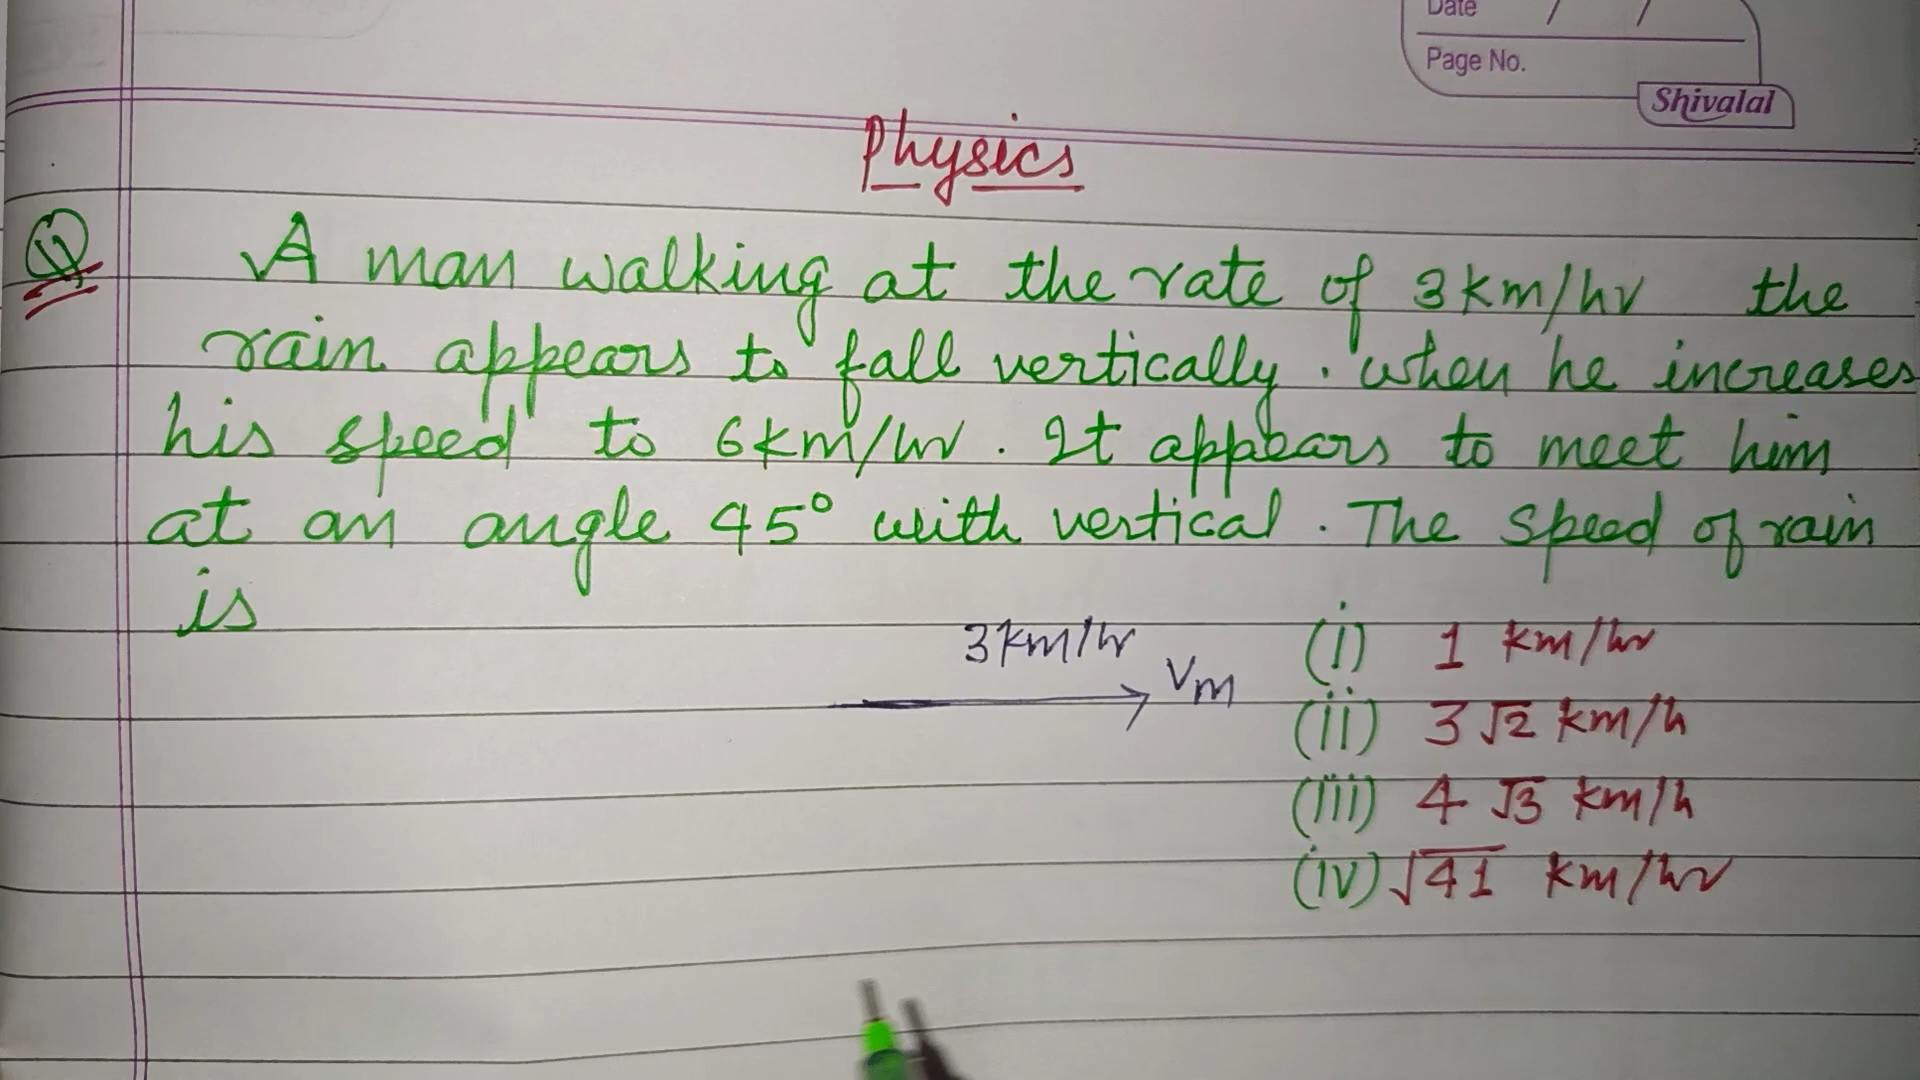 Date / /
Page No.
Shivalal
Physics
Q A man walking at the rate of 3km/hr the
rain appears to fall vertically. when he increases
his speed to 6km/hr. It appears to meet him
at an angle 45° with vertical. The speed of rain
is
3km/hr
Vm
(i) 1 km/hr
(ii) 3√2 km/h
(iii) 4√3 km/h
(iv) √41 km/hr